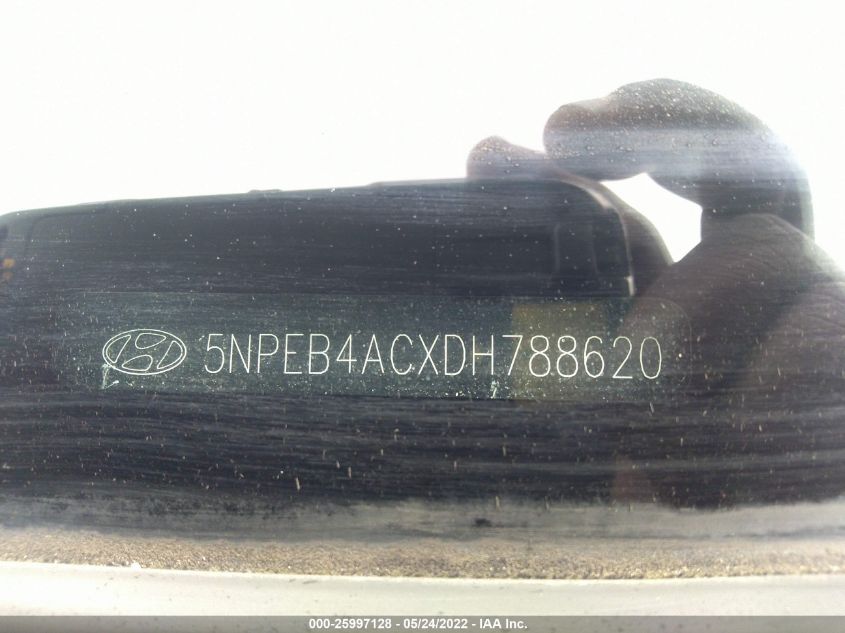 5NPEB4ACXDH788620
000-25997128 - 05/24/2022 - IAA Inc.